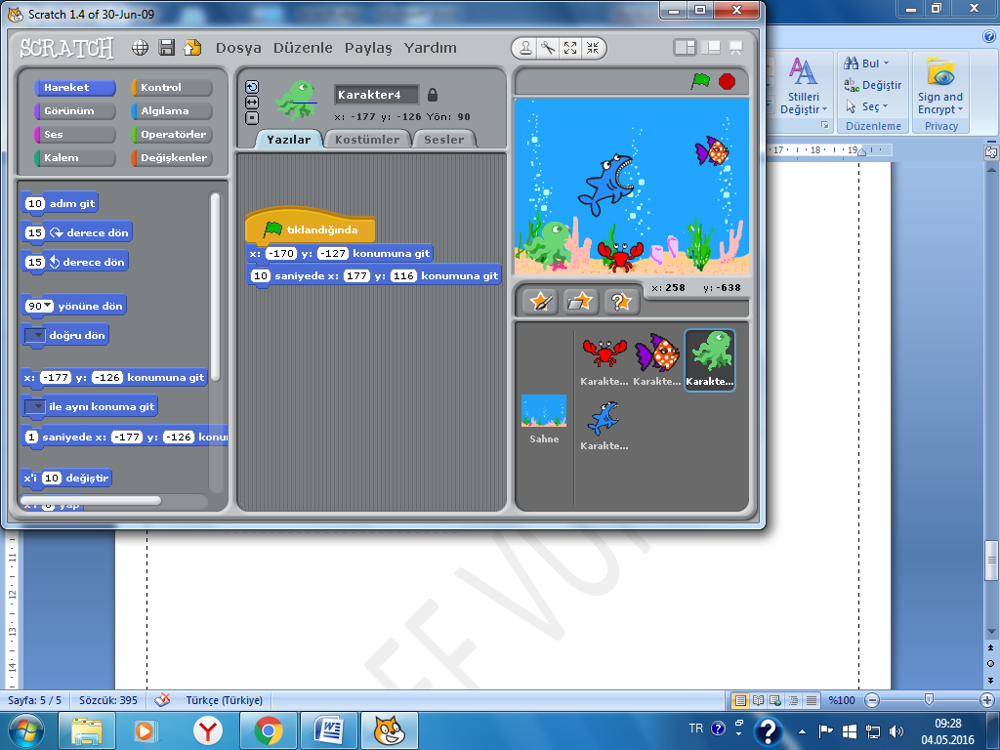 Scratch 1.4 of 30-Jun-09
SCRATCH Dosya Düzenle Paylaş Yardım
Hareket Kontrol
Görünüm Algılama
Ses Operatörler
Kalem Değişkenler
10 adım git
15 derece dön
15 derece dön
90 yönüne dön
doğru dön
x: -177 y: -126 konumuna git
ile aynı konuma git
1 saniyede x: -177 y: -126 konu
x'i 10 değiştir
Karakter4
x: -177 y: -126 Yön: 90
Yazılar Kostümler Sesler
tıklandığında
x: -170 y: -127 konumuna git
10 saniyede x: 177 y: 116 konumuna git
x: 258 y: -638
Karakte... Karakte... Karakte...
Sahne
Karakte...
Stilleri
Değiştir
Bul
Değiştir
Seç
Düzenleme
Sign and
Encrypt
Privacy
17 18 19
11
12
13
14
Sayfa: 5 / 5 Sözcük: 395 Türkçe (Türkiye) %100
TR
09:28
04.05.2016